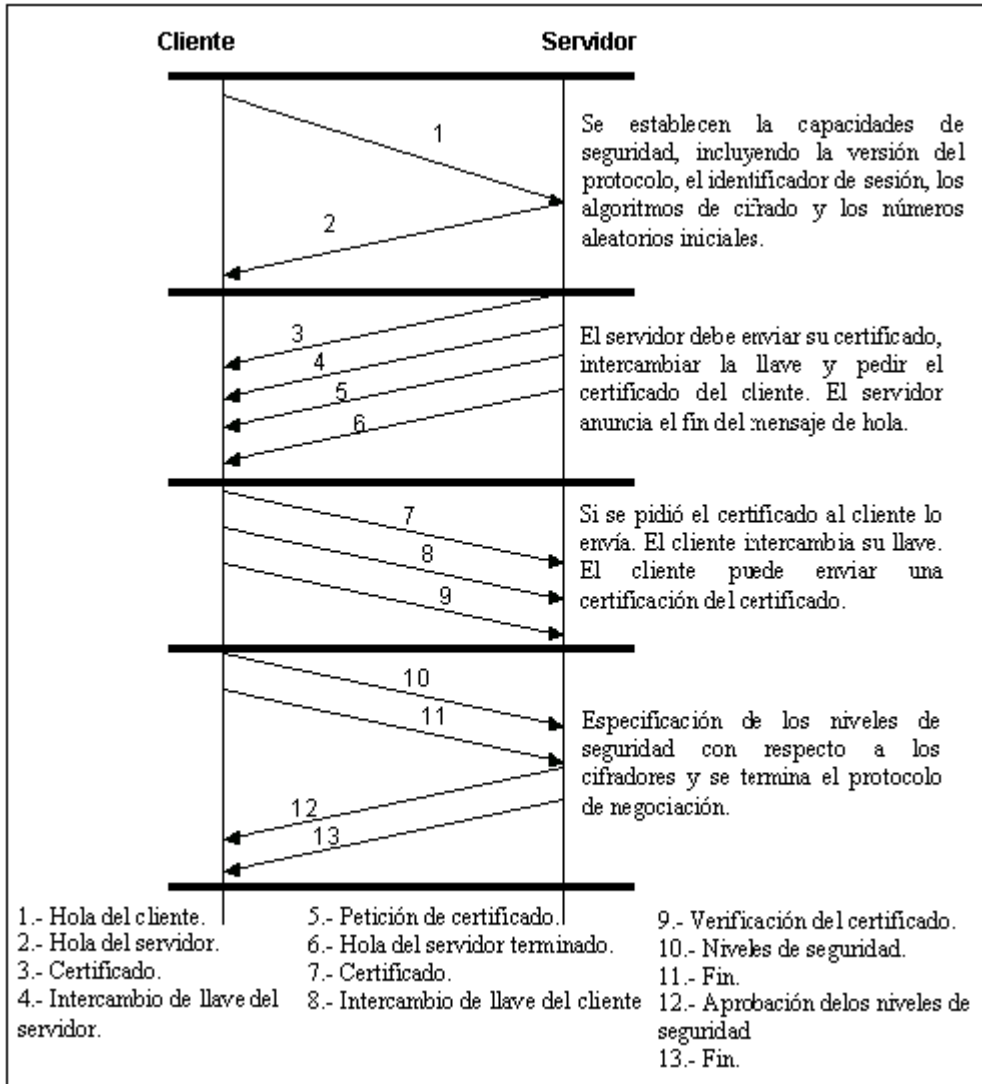 Cliente
Servidor
1
Se establecen la capacidades de
seguridad, incluyendo la versión del
protocolo, el identificador de sesión, los
algoritmos de cifrado y los números
aleatorios iniciales.
2
3
4
5
6
El servidor debe enviar su certificado,
intercambiar la llave y pedir el
certificado del cliente. El servidor
anuncia el fin del mensaje de hola.
7
8
9
Si se pidió el certificado al cliente lo
envía. El cliente intercambia su llave.
El cliente puede enviar una
certificación del certificado.
10
11
12
13
Especificación de los niveles de
seguridad con respecto a los
cifradores y se termina el protocolo
de negociación.
1.- Hola del cliente.
2.- Hola del servidor.
3.- Certificado.
4.- Intercambio de llave del
servidor.
5.- Petición de certificado.
6.- Hola del servidor terminado.
7.- Certificado.
8.- Intercambio de llave del cliente
9.- Verificación del certificado.
10.- Niveles de seguridad.
11.- Fin.
12.- Aprobación delos niveles de
seguridad
13.- Fin.